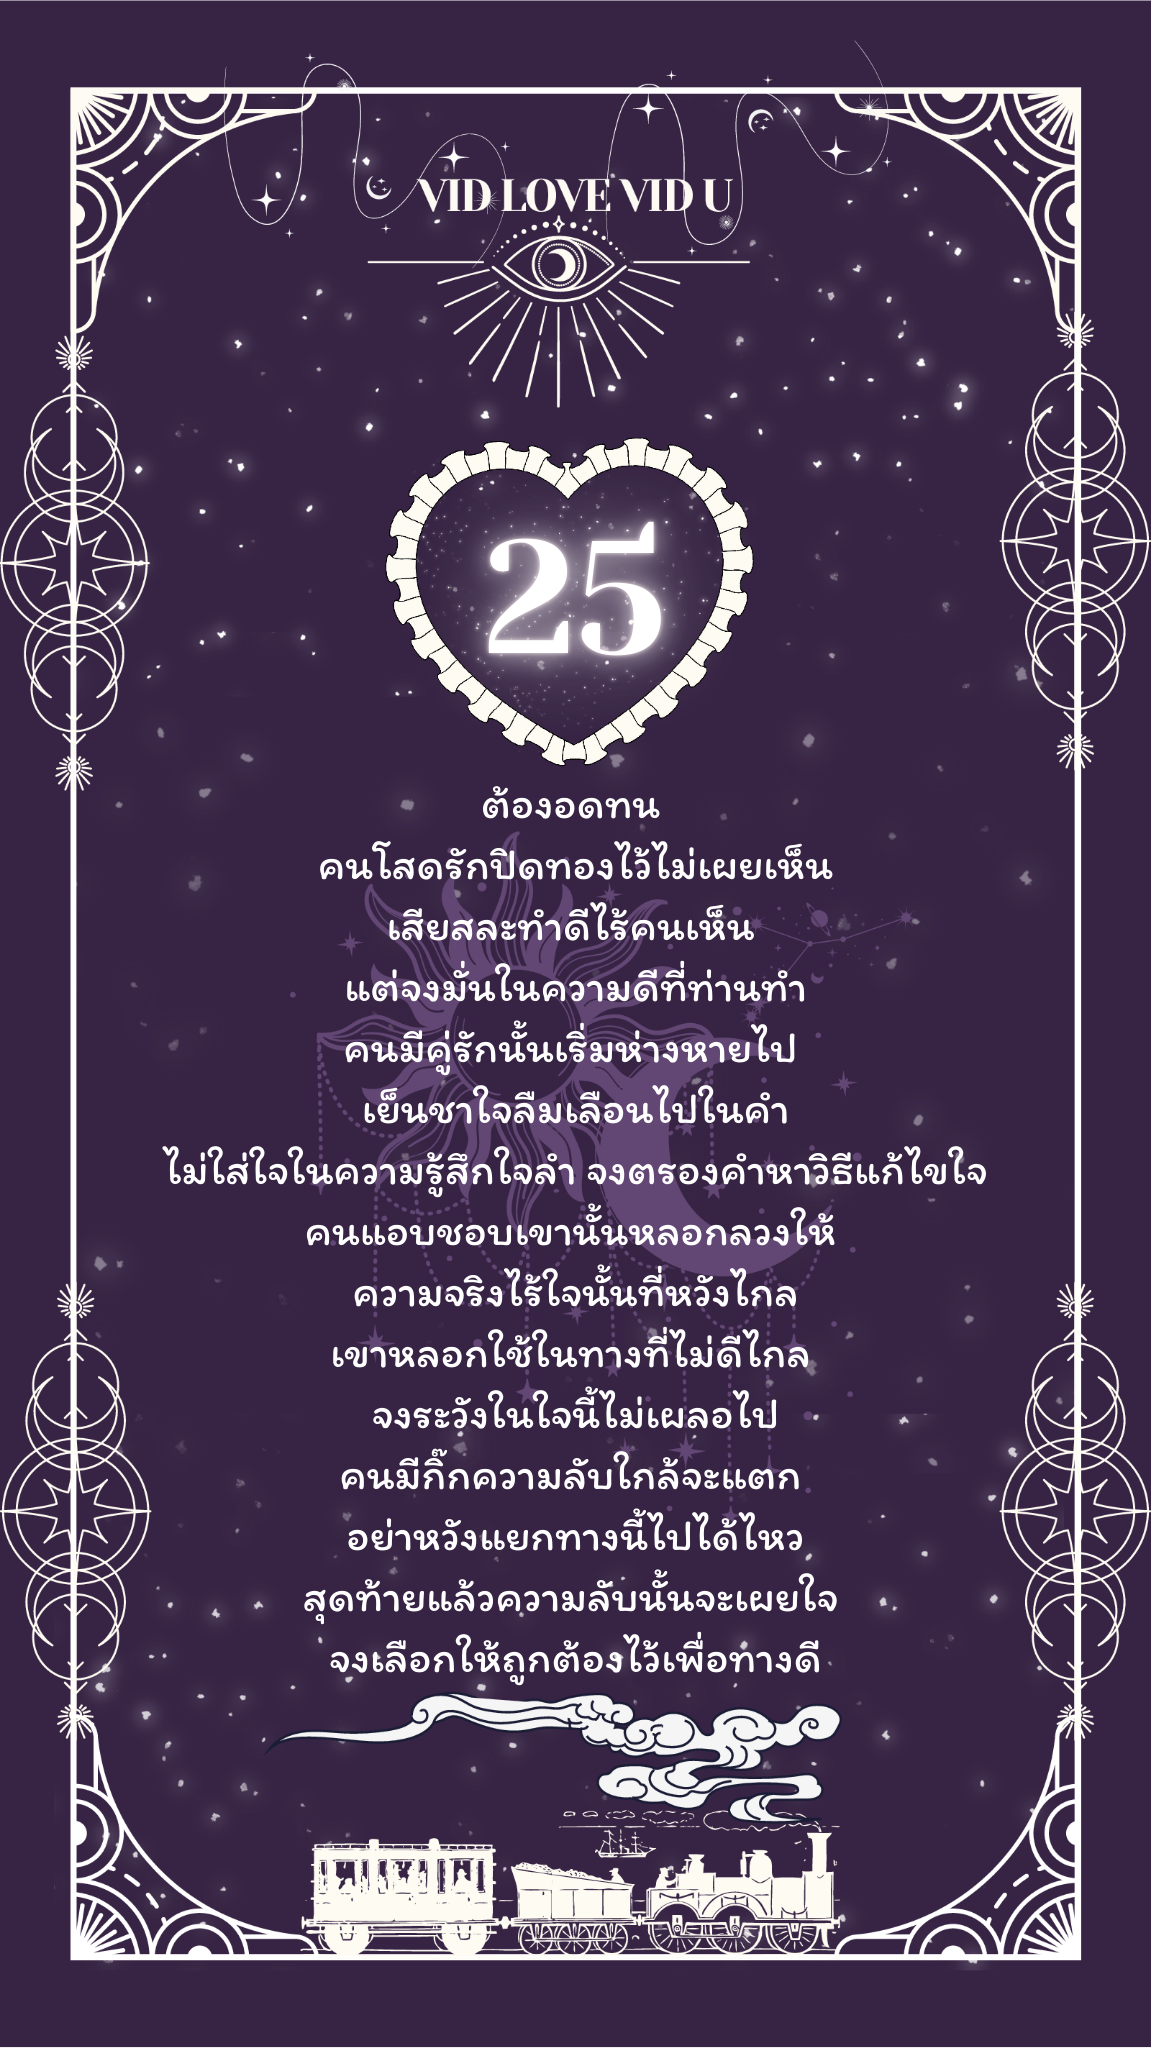 VID LOVE VID U
25
ต้องอดทน
คนโสดรักปิดทองไว้ไม่เผยเห็น
เสียสละทำดีไร้คนเห็น
แต่จงมั่นในความดีที่ท่านทำ
คนมีคู่รักนั้นเริ่มห่างหายไป
เย็นชาใจลืมเลือนไปในคำ
ไม่ใส่ใจในความรู้สึกใจลำ จงตรองคำหาวิธีแก้ไขใจ
คนแอบชอบเขานั้นหลอกลวงให้
ความจริงไร้ใจนั้นที่หวังไกล
เขาหลอกใช้ในทางที่ไม่ดีไกล
จงระวังในใจนี้ไม่เผลอไป
คนมีกิ๊กความลับใกล้จะแตก
อย่าหวังแยกทางนี้ไปได้ไหว
สุดท้ายแล้วความลับนั้นจะเผยใจ
จงเลือกให้ถูกต้องไว้เพื่อทางดี